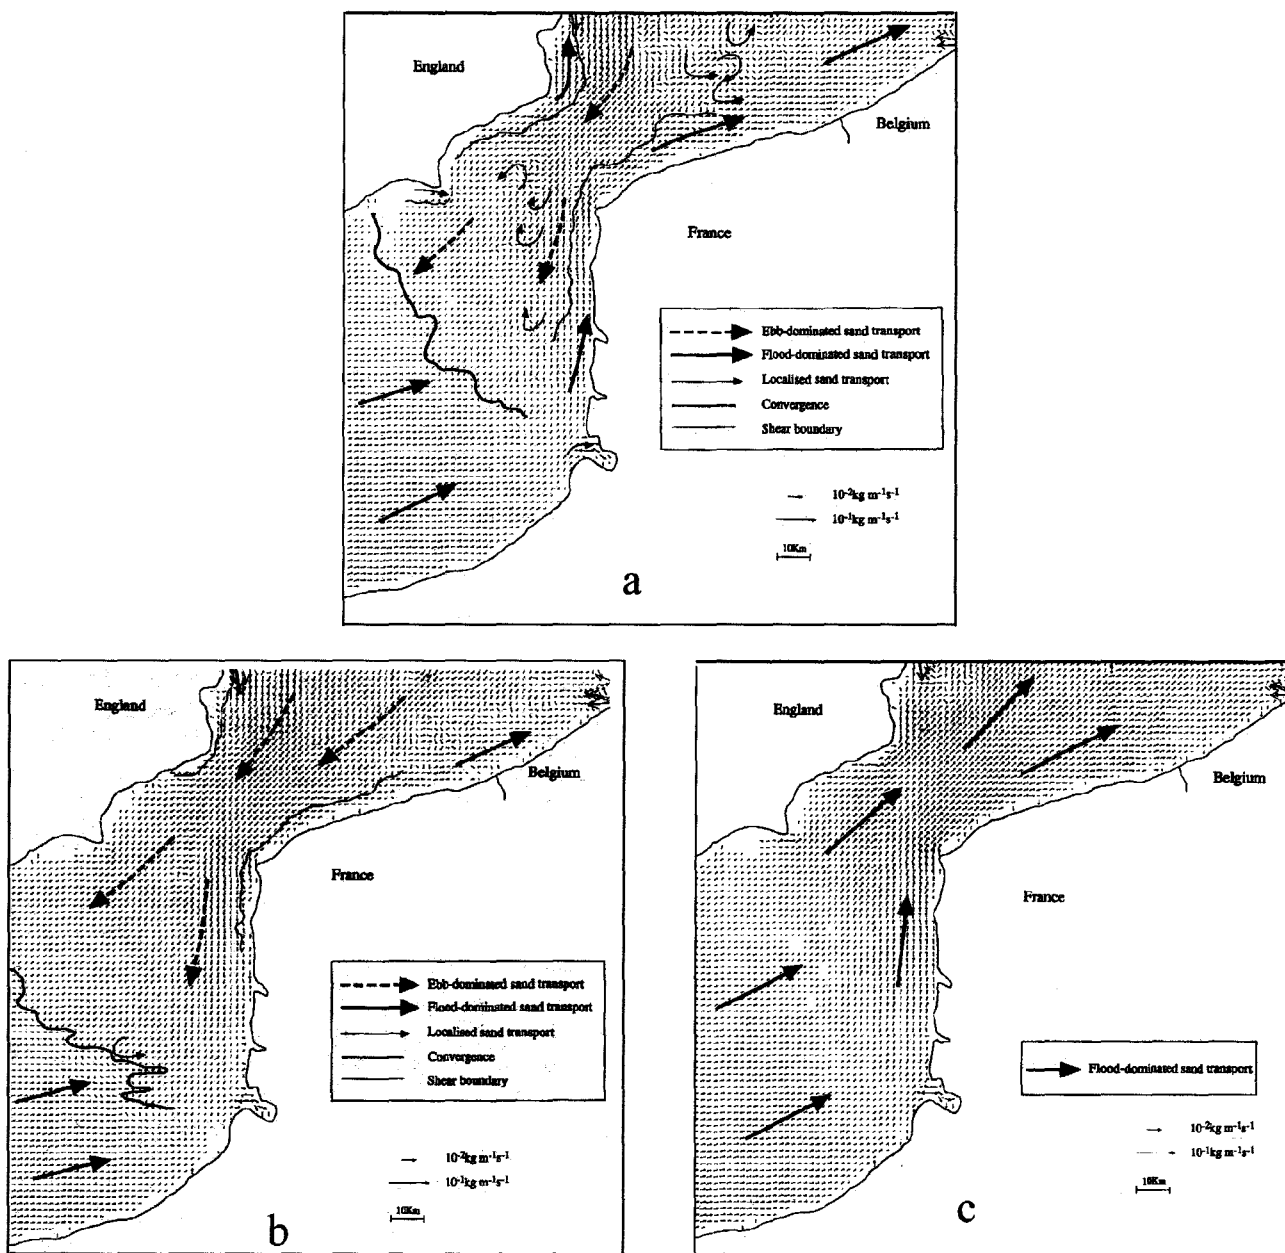 England
Belgium
France
Ebb-dominated sand transport
Flood-dominated sand transport
Localised sand transport
Convergence
Shear boundary
10⁻²kg m⁻¹s⁻¹
10⁻¹kg m⁻¹s⁻¹
10Km
a
England
Belgium
France
Ebb-dominated sand transport
Flood-dominated sand transport
Localised sand transport
Convergence
Shear boundary
10⁻²kg m⁻¹s⁻¹
10⁻¹kg m⁻¹s⁻¹
10Km
b
England
Belgium
France
Flood-dominated sand transport
10⁻²kg m⁻¹s⁻¹
10⁻¹kg m⁻¹s⁻¹
10Km
c